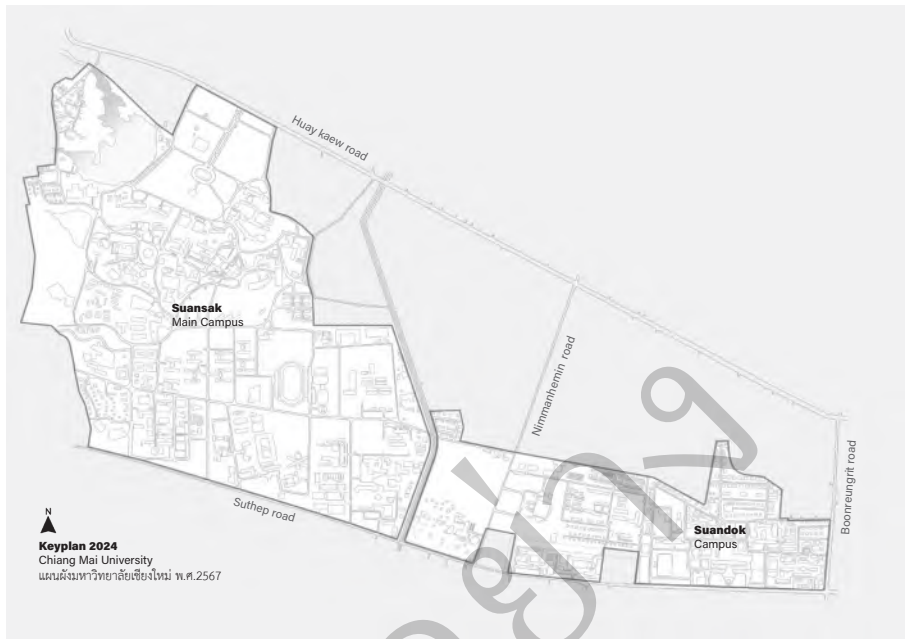 Huay kaew road
Suansak
Main Campus
Nimmanhemin road
Boonreungrit road
Suthep road
Suandok
Campus
N
Keyplan 2024
Chiang Mai University
แผนผังมหาวิทยาลัยเชียงใหม่ พ.ศ.2567